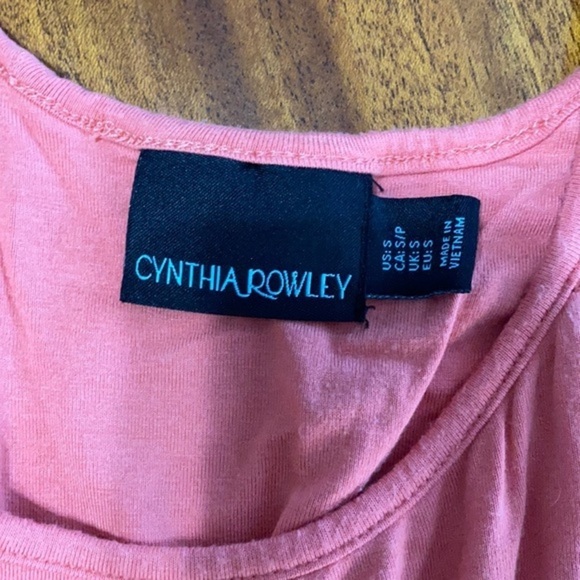 CYNTHIA ROWLEY
US: S
CA: S/P
UK: S
EU: S
MADE IN
VIETNAM